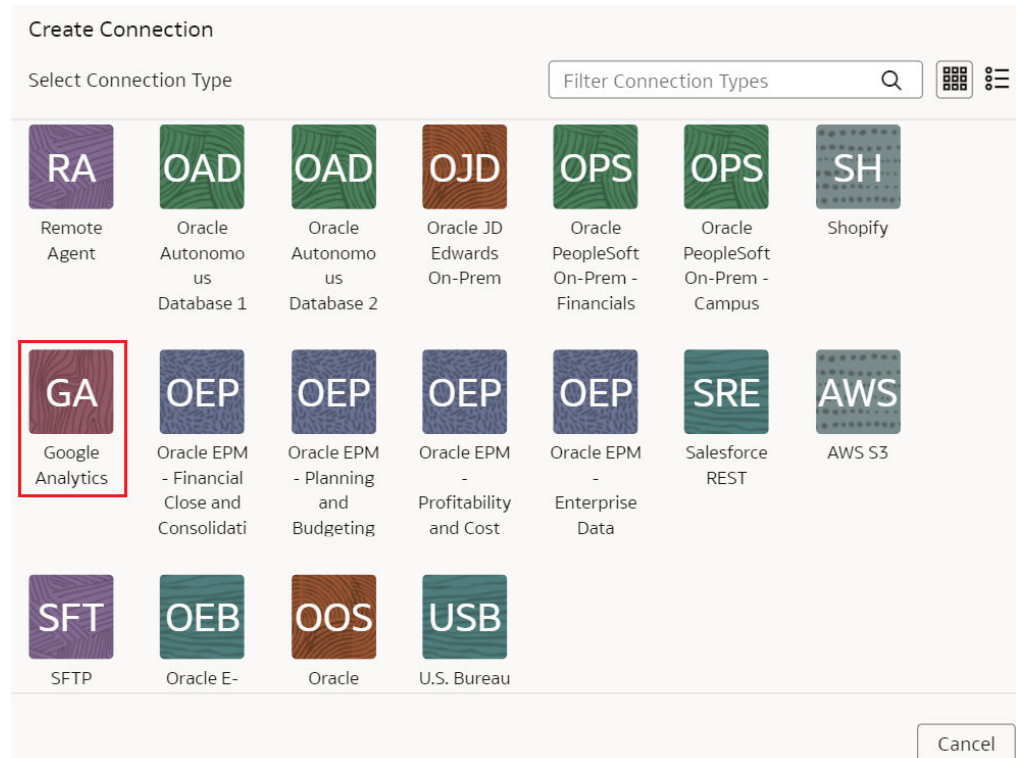 Create Connection
Select Connection Type
Filter Connection Types
RA
OAD
OAD
OJD
OPS
OPS
SH
Remote
Agent
Oracle
Autonomo
us
Database 1
Oracle
Autonomo
us
Database 2
Oracle JD
Edwards
On-Prem
Oracle
PeopleSoft
On-Prem -
Financials
Oracle
PeopleSoft
On-Prem -
Campus
Shopify
GA
OEP
OEP
OEP
OEP
SRE
AWS
Google
Analytics
Oracle EPM
- Financial
Close and
Consolidati
Oracle EPM
- Planning
and
Budgeting
Oracle EPM
-
Profitability
and Cost
Oracle EPM
-
Enterprise
Data
Salesforce
REST
AWS S3
SFT
OEB
OOS
USB
SFTP
Oracle E-
Oracle
U.S. Bureau
Cancel